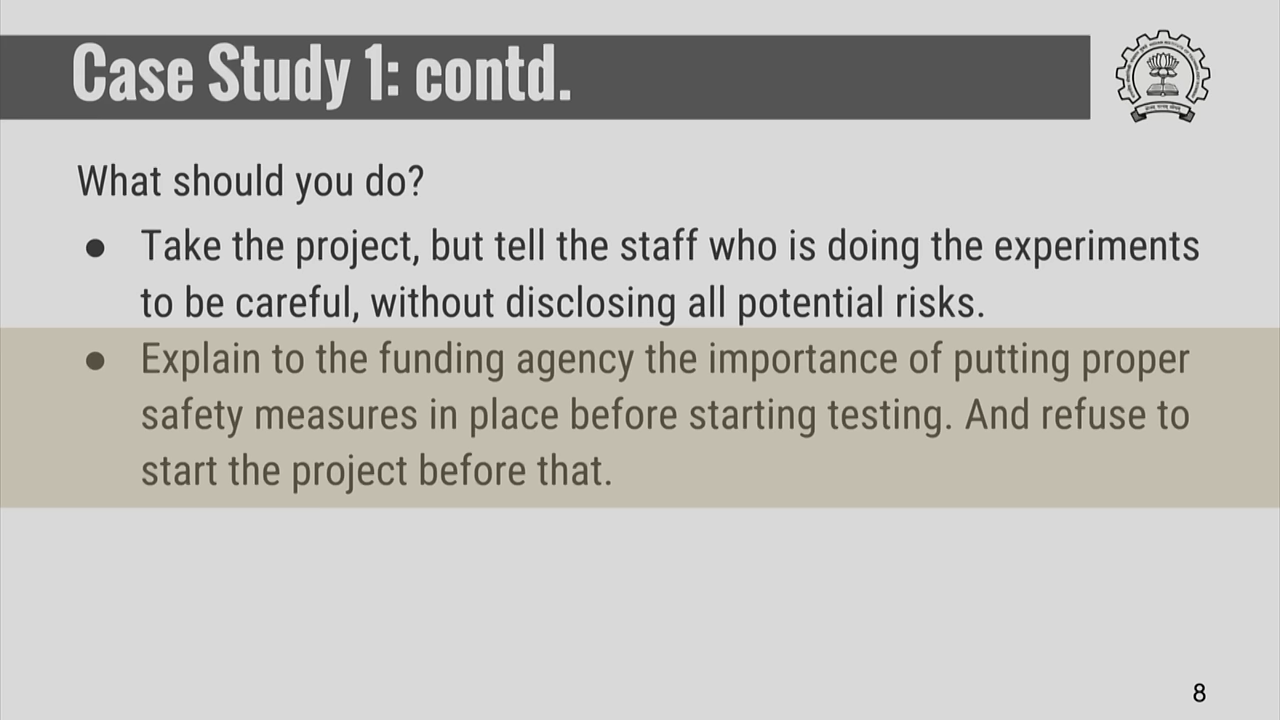 Case Study 1: contd.
What should you do?
● Take the project, but tell the staff who is doing the experiments
to be careful, without disclosing all potential risks.
● Explain to the funding agency the importance of putting proper
safety measures in place before starting testing. And refuse to
start the project before that.
8